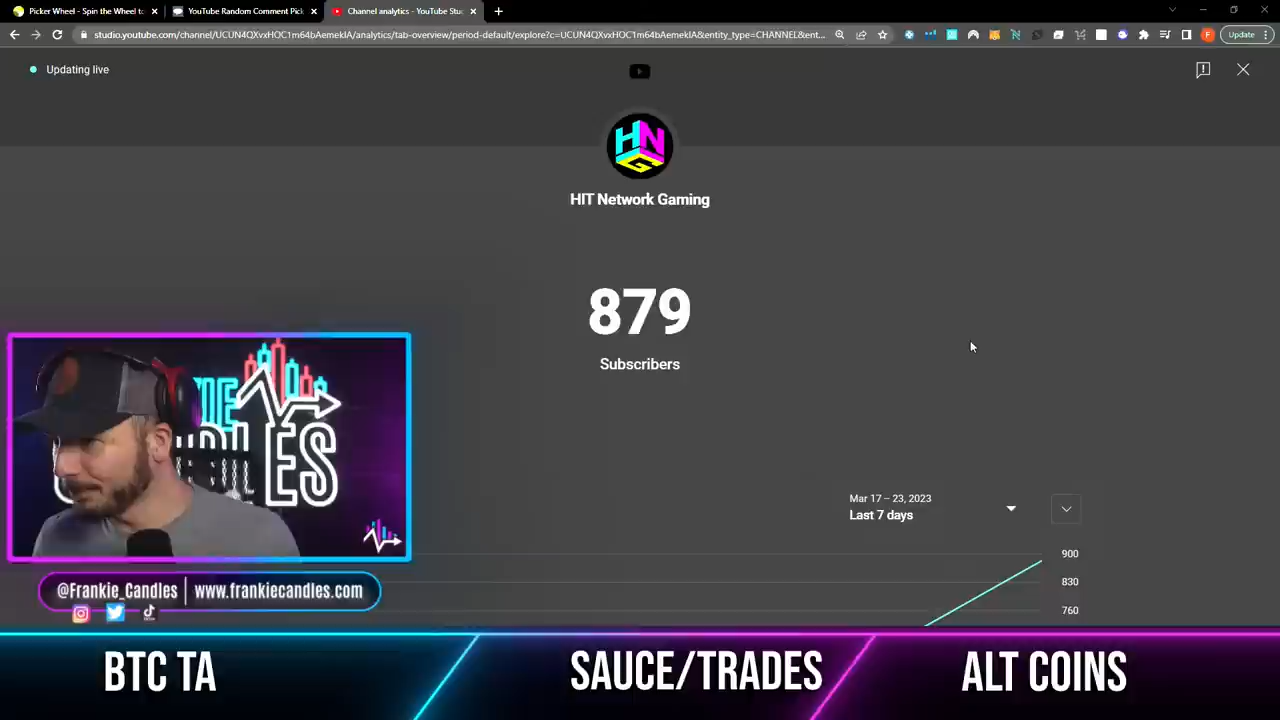 Picker Wheel - Spin the Wheel to
YouTube Random Comment Pick
Channel analytics - YouTube Stu
studio.youtube.com/channel/UCUN4QXvxHOC1m64bAemekIA/analytics/tab-overview/period-default/explore?c=UCUN4QXvxHOC1m64bAemekIA&entity_type=CHANNEL&ent...
F
Update
Updating live
HNG
HIT Network Gaming
879
Subscribers
Mar 17 – 23, 2023
Last 7 days
900
830
760
@Frankie_Candles | www.frankiecandles.com
BTC TA
SAUCE/TRADES
ALT COINS